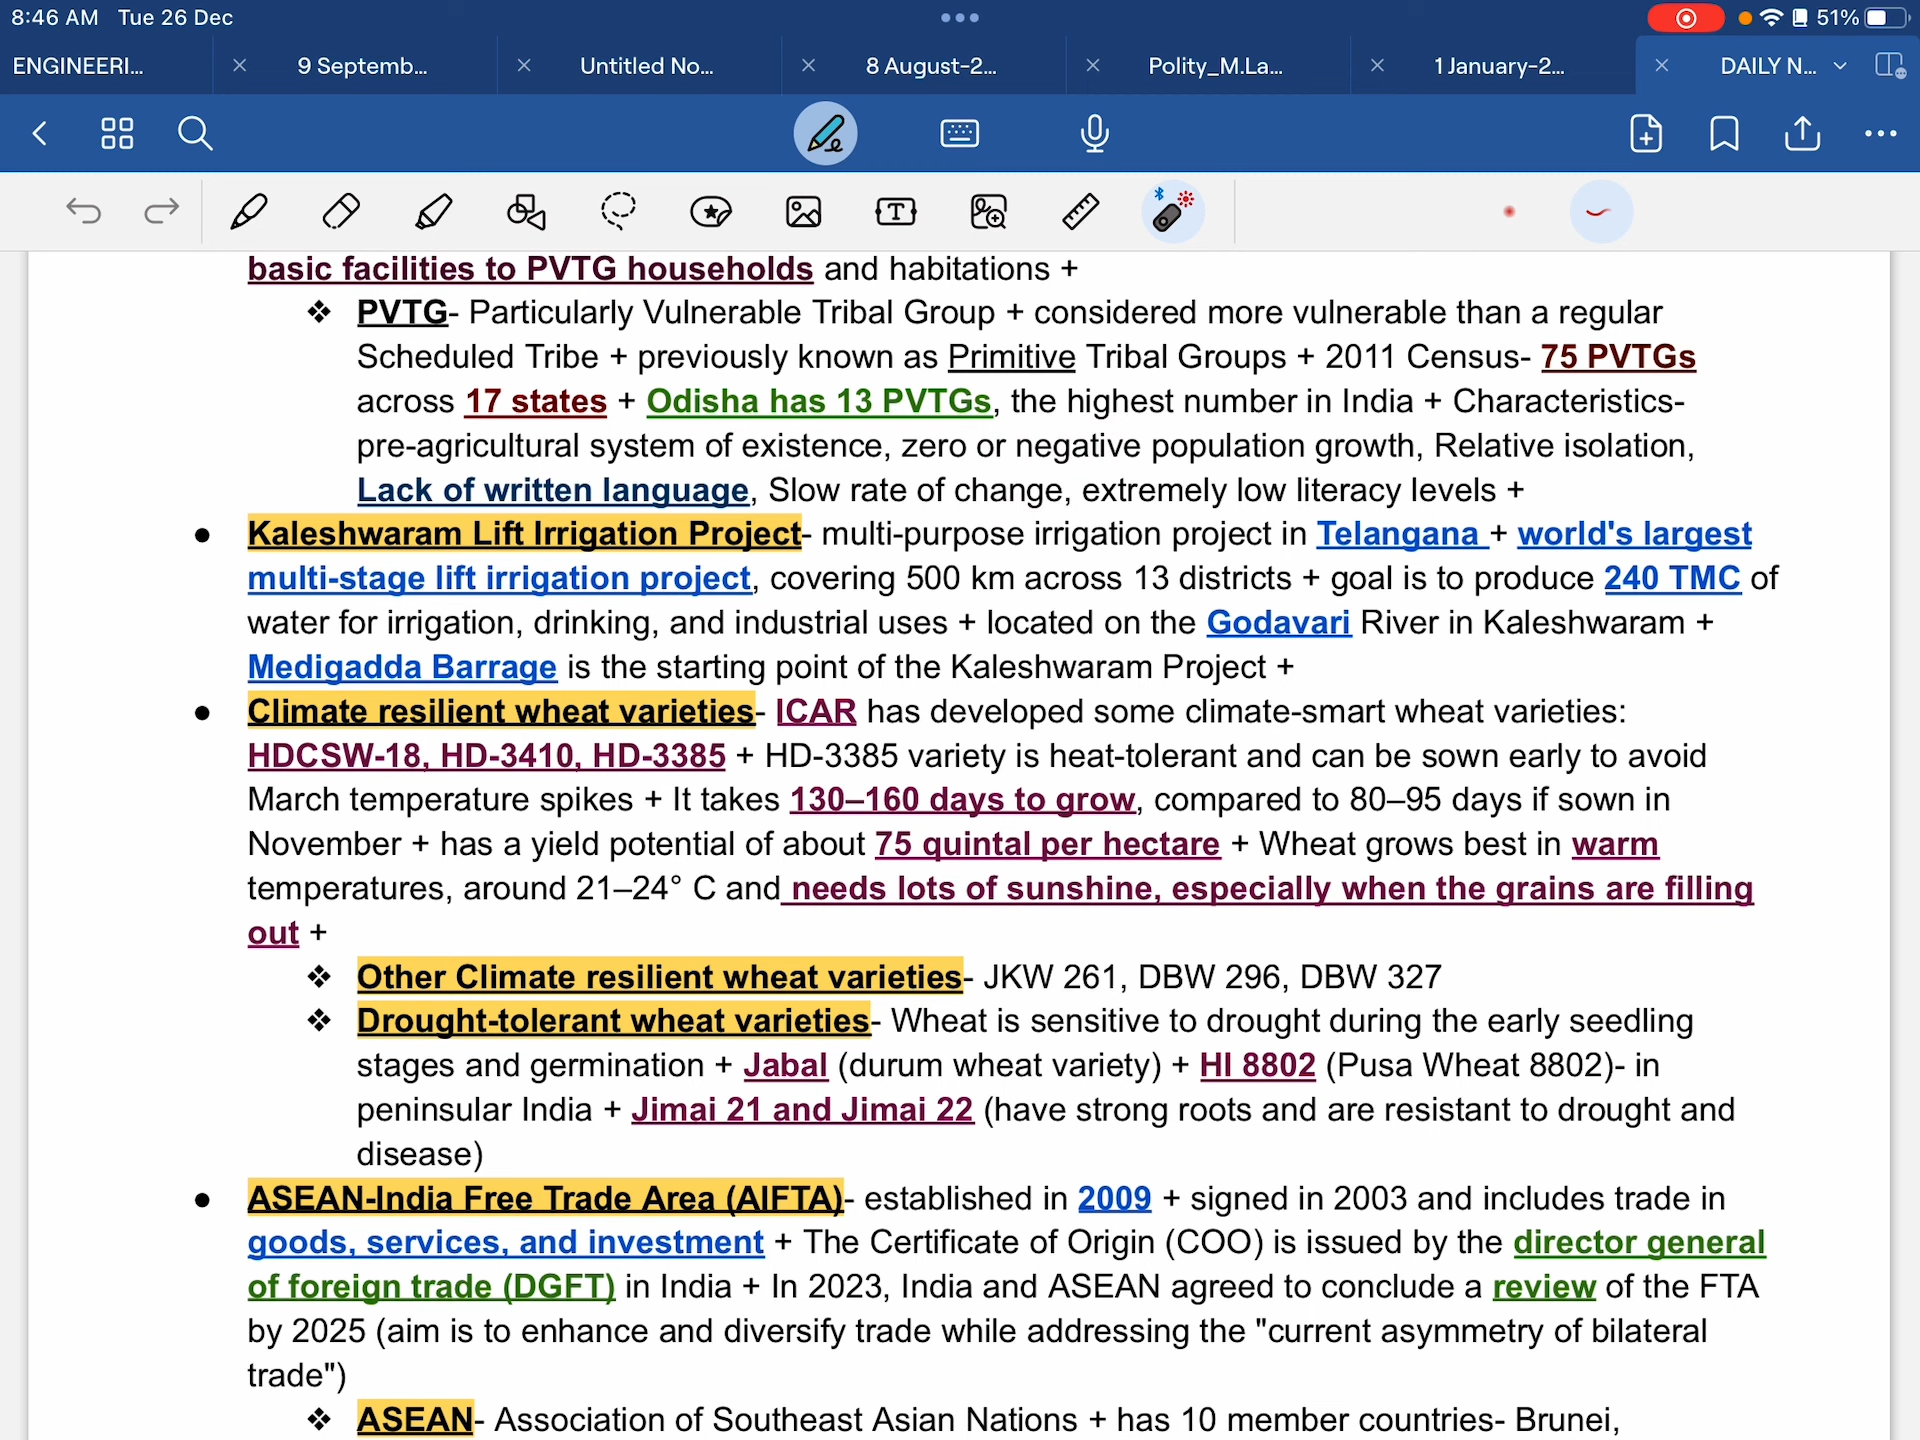 8:46 AM Tue 26 Dec
51%
ENGINEERI...
9 Septemb...
Untitled No...
8 August-2...
Polity_M.La...
1 January-2...
DAILY N...
basic facilities to PVTG households and habitations +
❖ PVTG- Particularly Vulnerable Tribal Group + considered more vulnerable than a regular
Scheduled Tribe + previously known as Primitive Tribal Groups + 2011 Census- 75 PVTGs
across 17 states + Odisha has 13 PVTGs, the highest number in India + Characteristics-
pre-agricultural system of existence, zero or negative population growth, Relative isolation,
Lack of written language, Slow rate of change, extremely low literacy levels +
● Kaleshwaram Lift Irrigation Project- multi-purpose irrigation project in Telangana + world's largest
multi-stage lift irrigation project, covering 500 km across 13 districts + goal is to produce 240 TMC of
water for irrigation, drinking, and industrial uses + located on the Godavari River in Kaleshwaram +
Medigadda Barrage is the starting point of the Kaleshwaram Project +
● Climate resilient wheat varieties- ICAR has developed some climate-smart wheat varieties:
HDCSW-18, HD-3410, HD-3385 + HD-3385 variety is heat-tolerant and can be sown early to avoid
March temperature spikes + It takes 130–160 days to grow, compared to 80–95 days if sown in
November + has a yield potential of about 75 quintal per hectare + Wheat grows best in warm
temperatures, around 21–24° C and needs lots of sunshine, especially when the grains are filling
out +
❖ Other Climate resilient wheat varieties- JKW 261, DBW 296, DBW 327
❖ Drought-tolerant wheat varieties- Wheat is sensitive to drought during the early seedling
stages and germination + Jabal (durum wheat variety) + HI 8802 (Pusa Wheat 8802)- in
peninsular India + Jimai 21 and Jimai 22 (have strong roots and are resistant to drought and
disease)
● ASEAN-India Free Trade Area (AIFTA)- established in 2009 + signed in 2003 and includes trade in
goods, services, and investment + The Certificate of Origin (COO) is issued by the director general
of foreign trade (DGFT) in India + In 2023, India and ASEAN agreed to conclude a review of the FTA
by 2025 (aim is to enhance and diversify trade while addressing the "current asymmetry of bilateral
trade")
❖ ASEAN- Association of Southeast Asian Nations + has 10 member countries- Brunei,